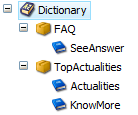 Dictionary
FAQ
SeeAnswer
TopActualities
Actualities
KnowMore